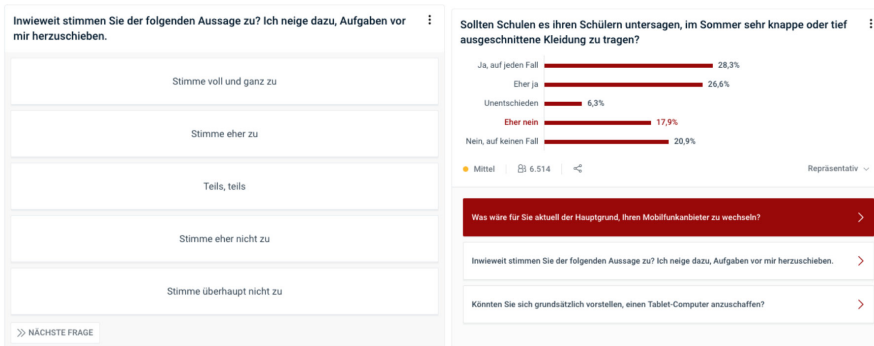 Inwieweit stimmen Sie der folgenden Aussage zu? Ich neige dazu, Aufgaben vor
mir herzuschieben.
Stimme voll und ganz zu
Stimme eher zu
Teils, teils
Stimme eher nicht zu
Stimme überhaupt nicht zu
NÄCHSTE FRAGE
Sollten Schulen es ihren Schülern untersagen, im Sommer sehr knappe oder tief
ausgeschnittene Kleidung zu tragen?
Ja, auf jeden Fall 28,3%
Eher ja 26,6%
Unentschieden 6,3%
Eher nein 17,9%
Nein, auf keinen Fall 20,9%
Mittel 6.514 Repräsentativ
Was wäre für Sie aktuell der Hauptgrund, Ihren Mobilfunkanbieter zu wechseln?
Inwieweit stimmen Sie der folgenden Aussage zu? Ich neige dazu, Aufgaben vor mir herzuschieben.
Könnten Sie sich grundsätzlich vorstellen, einen Tablet-Computer anzuschaffen?